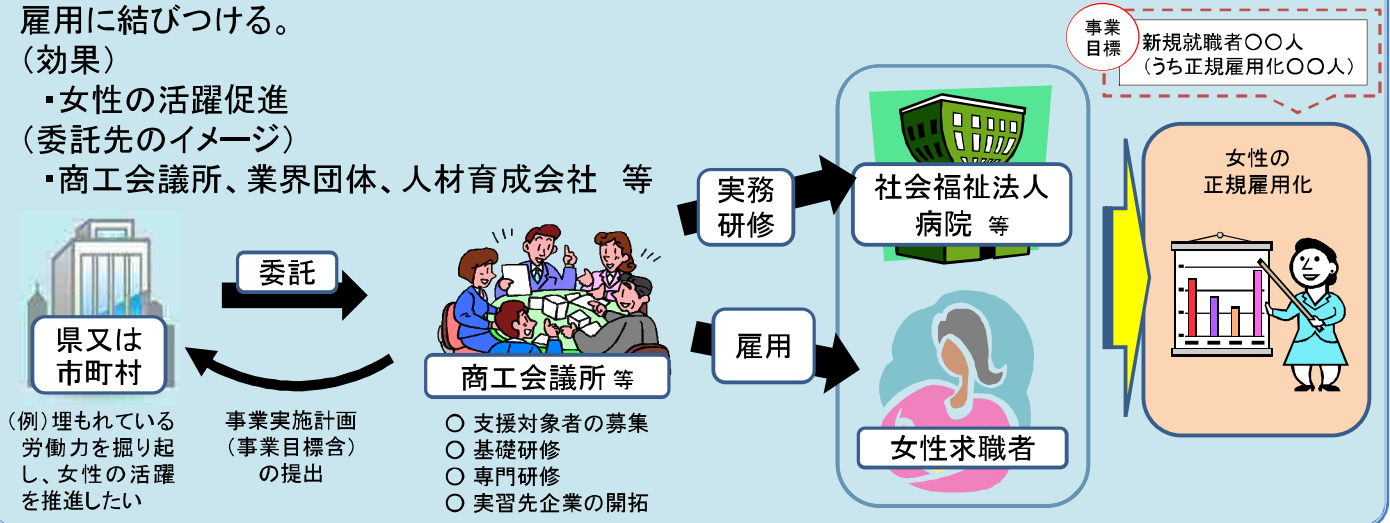 雇用に結びつける。
(効果)
・女性の活躍促進
(委託先のイメージ)
・商工会議所、業界団体、人材育成会社 等
事業
目標
新規就職者〇〇人
(うち正規雇用化〇〇人)
県又は
市町村
(例)埋もれている
労働力を掘り起
し、女性の活躍
を推進したい
委託
事業実施計画
(事業目標含)
の提出
商工会議所 等
〇 支援対象者の募集
〇 基礎研修
〇 専門研修
〇 実習先企業の開拓
実務
研修
雇用
社会福祉法人
病院 等
女性求職者
女性の
正規雇用化